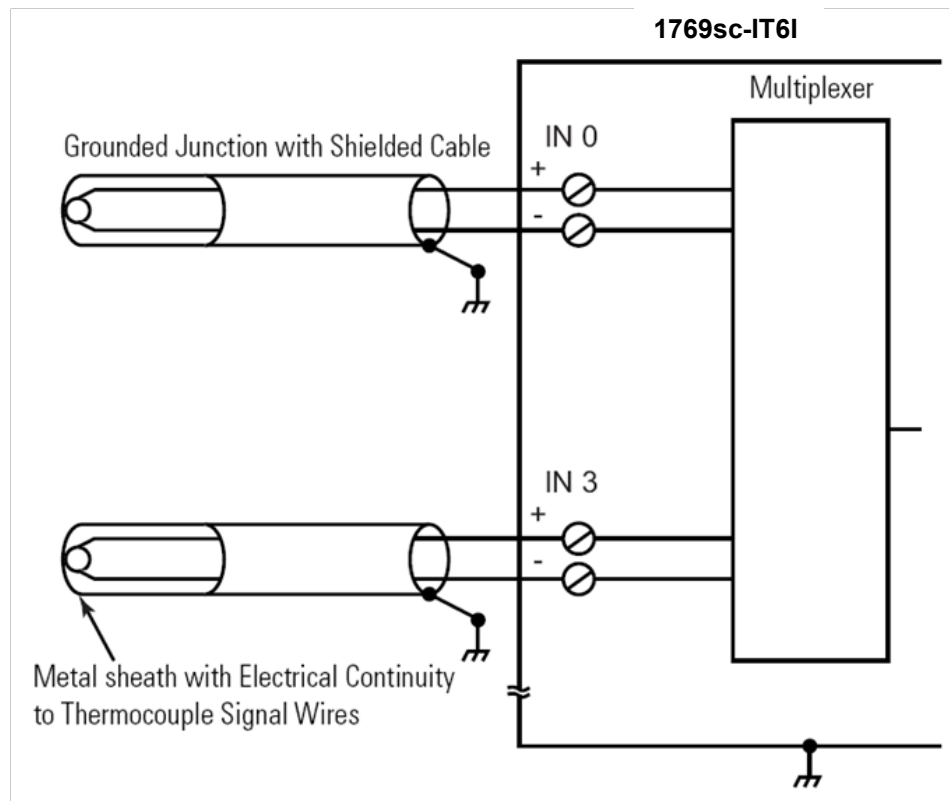 1769sc-IT6I
Multiplexer
IN 0
Grounded Junction with Shielded Cable
+
-
IN 3
+
-
Metal sheath with Electrical Continuity
to Thermocouple Signal Wires